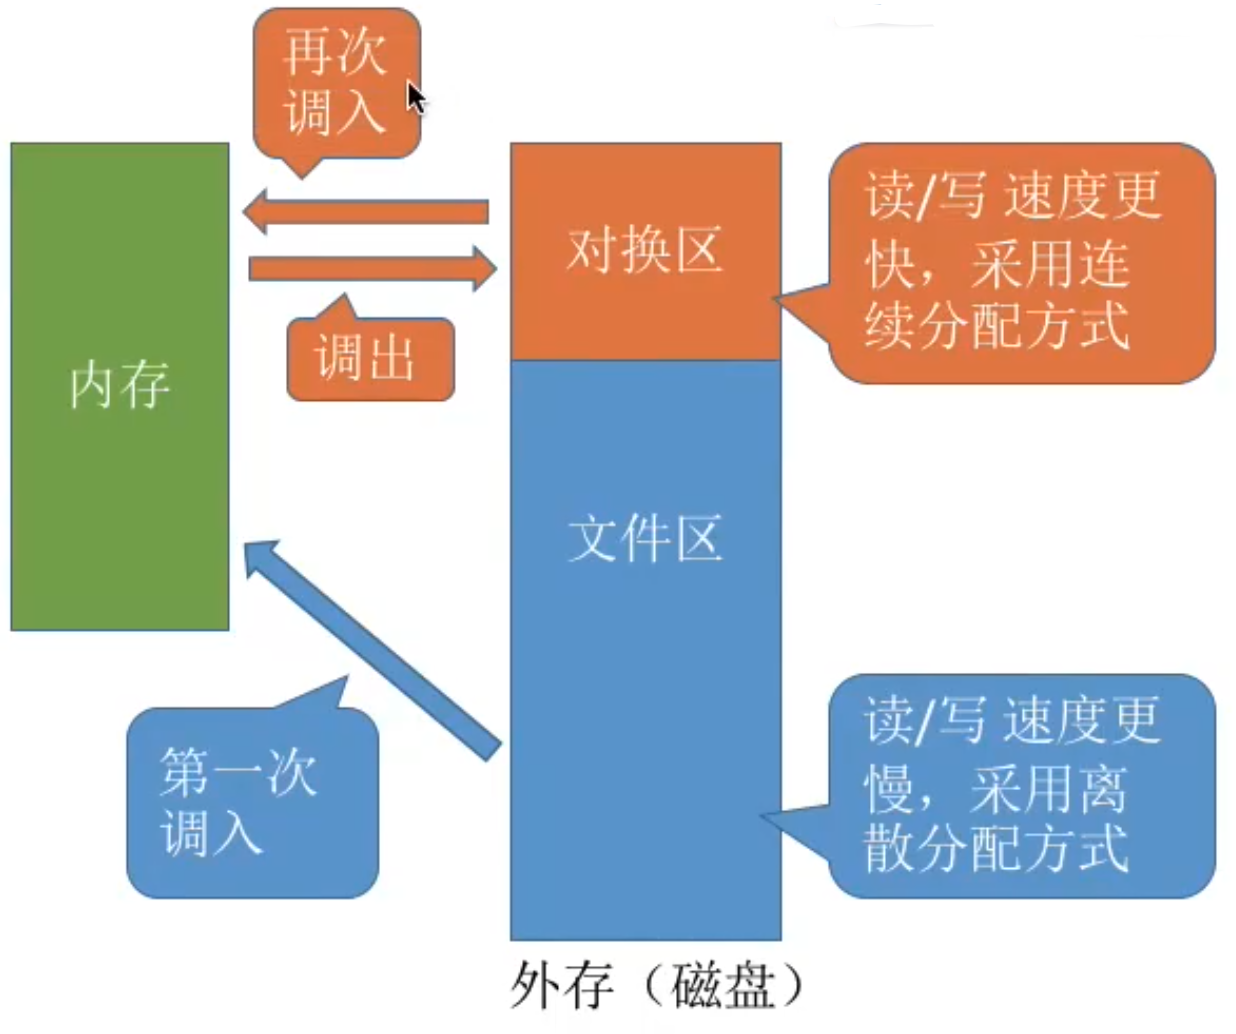 再次
调入
内存
调出
对换区
读/写 速度更
快，采用连
续分配方式
文件区
第一次
调入
读/写 速度更
慢，采用离
散分配方式
外存（磁盘）